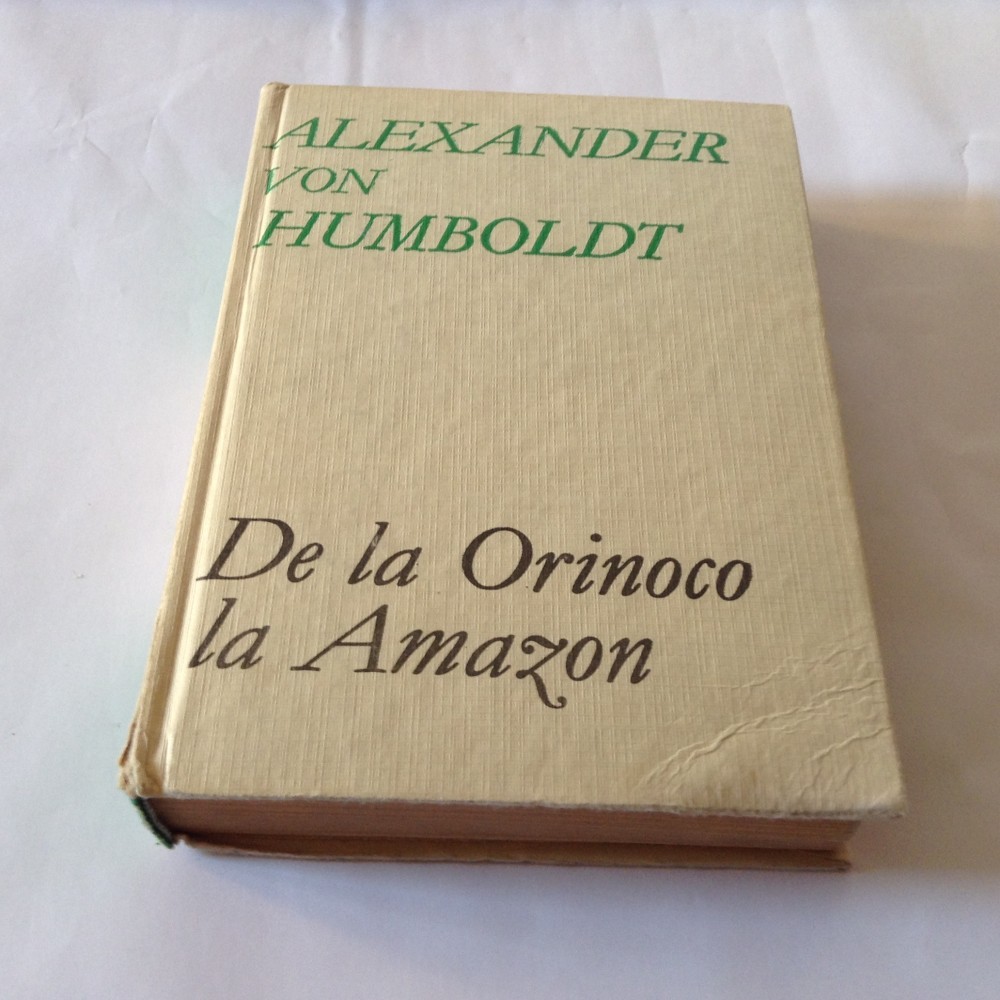 ALEXANDER
VON
HUMBOLDT
De la Orinoco
la Amazon